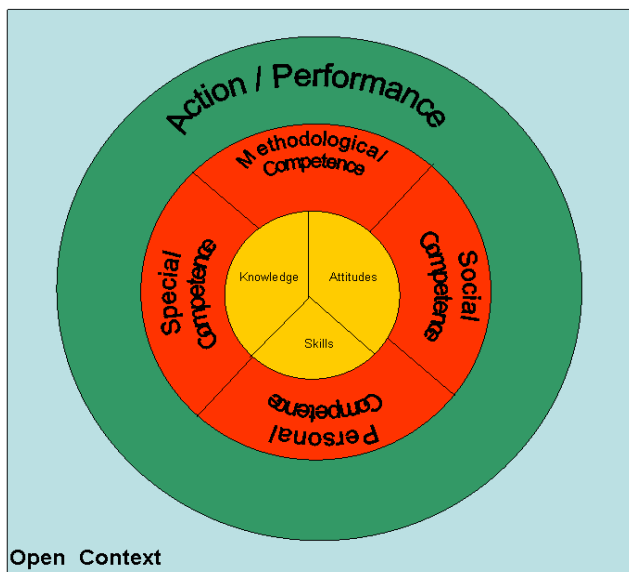 Action / Performance
Methodological
Competence
Special
Competence
Social
Competence
Knowledge
Attitudes
Skills
Personal
Competence
Open Context